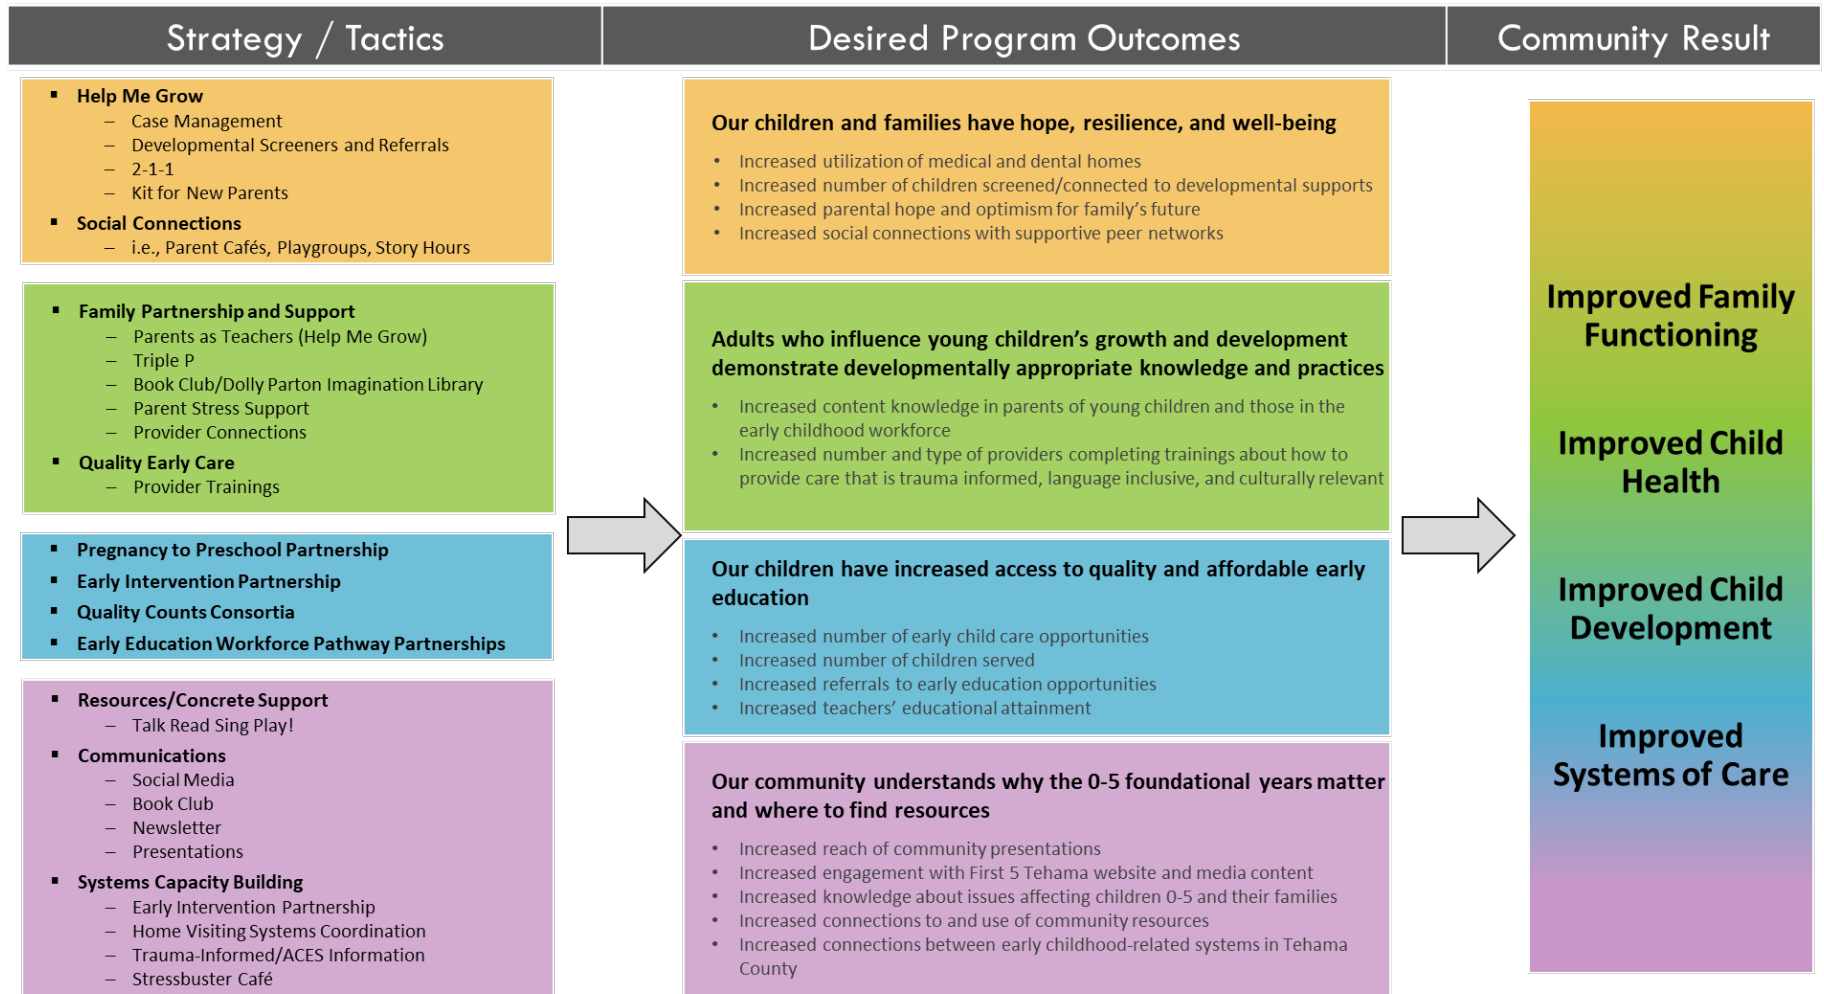 Strategy / Tactics
Desired Program Outcomes
Community Result
▪ Help Me Grow
– Case Management
– Developmental Screeners and Referrals
– 2-1-1
– Kit for New Parents
▪ Social Connections
– i.e., Parent Cafés, Playgroups, Story Hours
▪ Family Partnership and Support
– Parents as Teachers (Help Me Grow)
– Triple P
– Book Club/Dolly Parton Imagination Library
– Parent Stress Support
– Provider Connections
▪ Quality Early Care
– Provider Trainings
▪ Pregnancy to Preschool Partnership
▪ Early Intervention Partnership
▪ Quality Counts Consortia
▪ Early Education Workforce Pathway Partnerships
▪ Resources/Concrete Support
– Talk Read Sing Play!
▪ Communications
– Social Media
– Book Club
– Newsletter
– Presentations
▪ Systems Capacity Building
– Early Intervention Partnership
– Home Visiting Systems Coordination
– Trauma-Informed/ACES Information
– Stressbuster Café
Our children and families have hope, resilience, and well-being
• Increased utilization of medical and dental homes
• Increased number of children screened/connected to developmental supports
• Increased parental hope and optimism for family’s future
• Increased social connections with supportive peer networks
Adults who influence young children’s growth and development
demonstrate developmentally appropriate knowledge and practices
• Increased content knowledge in parents of young children and those in the
early childhood workforce
• Increased number and type of providers completing trainings about how to
provide care that is trauma informed, language inclusive, and culturally relevant
Our children have increased access to quality and affordable early
education
• Increased number of early child care opportunities
• Increased number of children served
• Increased referrals to early education opportunities
• Increased teachers’ educational attainment
Our community understands why the 0-5 foundational years matter
and where to find resources
• Increased reach of community presentations
• Increased engagement with First 5 Tehama website and media content
• Increased knowledge about issues affecting children 0-5 and their families
• Increased connections to and use of community resources
• Increased connections between early childhood-related systems in Tehama
County
Improved Family
Functioning
Improved Child
Health
Improved Child
Development
Improved
Systems of Care